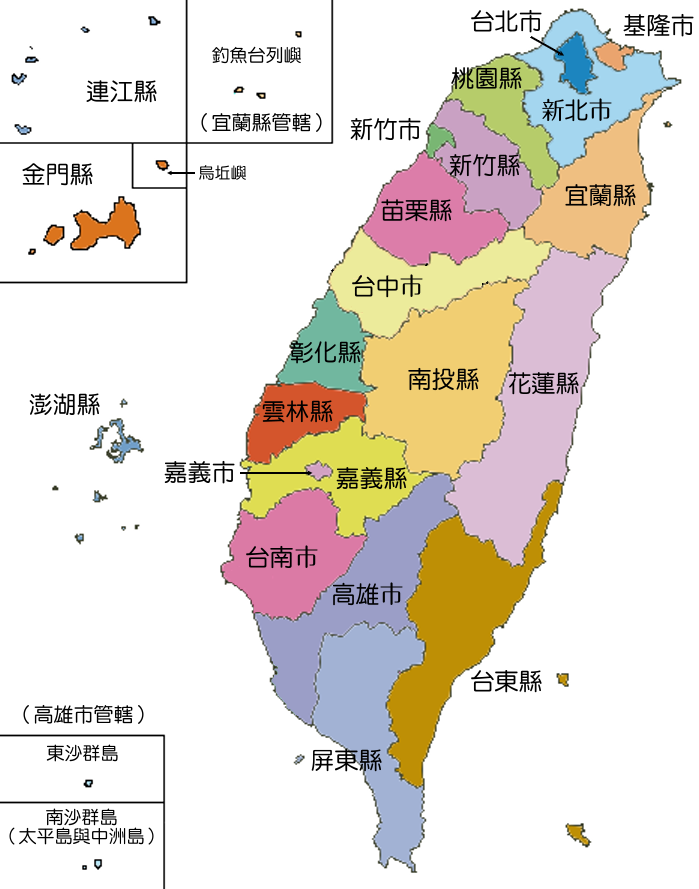 台北市
基隆市
釣魚台列嶼
桃園縣
連江縣
新北市
（宜蘭縣管轄）
新竹市
新竹縣
金門縣
烏坵嶼
宜蘭縣
苗栗縣
台中市
彰化縣
南投縣
花蓮縣
澎湖縣
雲林縣
嘉義市
嘉義縣
台南市
高雄市
台東縣
（高雄市管轄）
東沙群島
屏東縣
南沙群島
（太平島與中洲島）